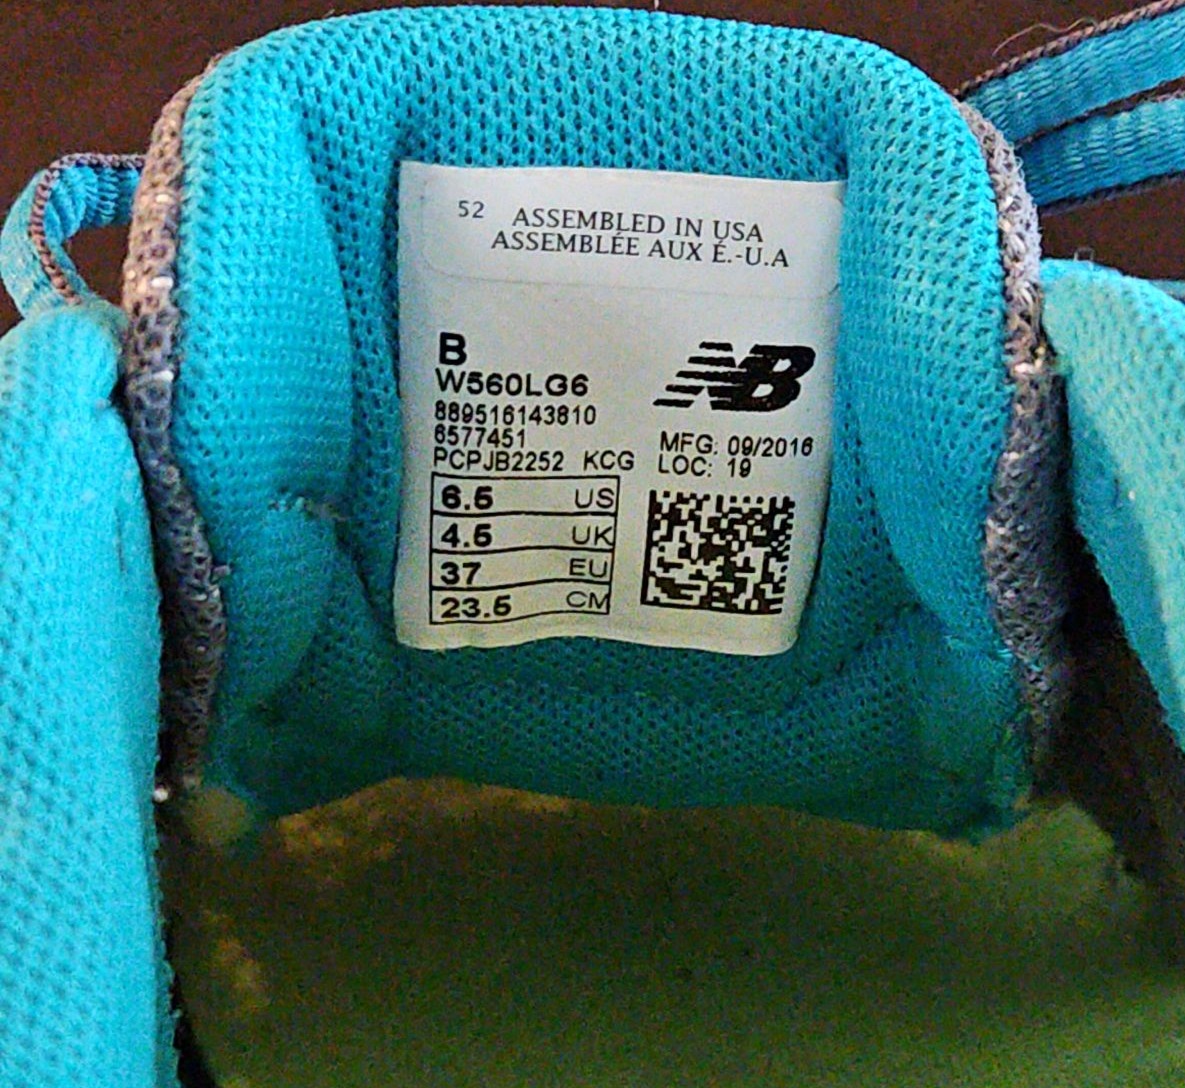 52 ASSEMBLED IN USA
ASSEMBLÉE AUX É.-U.A
B
NB
W560LG6
889516143810
6577451
MFG: 09/2016
PCPJB2252 KCG
LOC: 19
6.5 US
4.5 UK
37 EU
23.5 CM